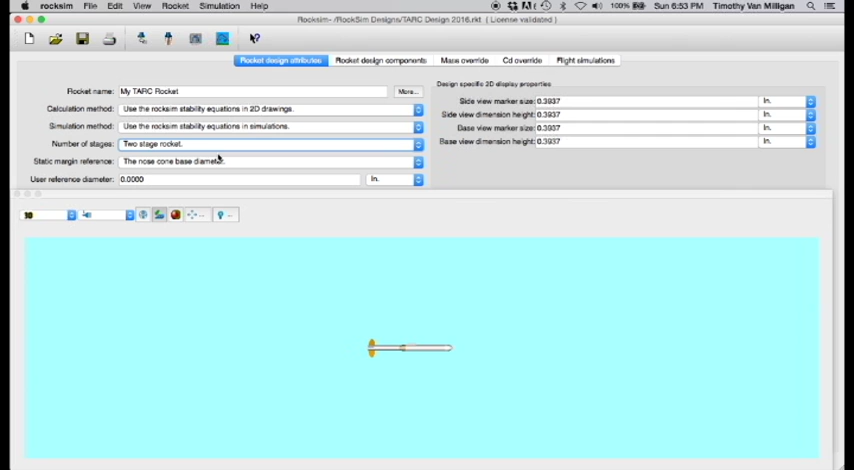 rocksim File Edit View Rocket Simulation Help 100% Sun 6:53 PM Timothy Van Milligan
Rocksim- /RockSim Designs/TARC Design 2016.rkt ( License validated )
Rocket design attributes Rocket design components Mass override Cd override Flight simulations
Rocket name: My TARC Rocket More...
Calculation method: Use the rocksim stability equations in 2D drawings.
Simulation method: Use the rocksim stability equations in simulations.
Number of stages: Two stage rocket.
Static margin reference: The nose cone base diameter.
User reference diameter: 0.0000 In.
Design specific 2D display properties
Side view marker size: 0.3937 In.
Side view dimension height: 0.3937 In.
Base view marker size: 0.3937 In.
Base view dimension height: 0.3937 In.
3D